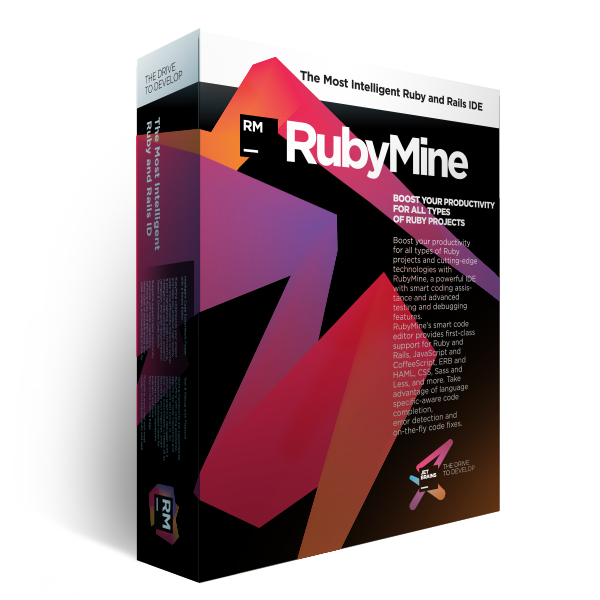 THE DRIVE
TO DEVELOP
The Most Intelligent
Ruby and Rails ID
RM
The Most Intelligent Ruby and Rails IDE
RM
RubyMine
BOOST YOUR PRODUCTIVITY
FOR ALL TYPES
OF RUBY PROJECTS
Boost your productivity
for all types of Ruby
projects and cutting-edge
technologies with
RubyMine, a powerful IDE
with smart coding assis-
tance and advanced
testing and debugging
features.
RubyMine's smart code
editor provides first-class
support for Ruby and
Rails, JavaScript and
CoffeeScript, ERB and
HAML, CSS, Sass and
Less, and more. Take
advantage of language
specific-aware code
completion,
error detection and
on-the-fly code fixes.
JET
BRAINS
THE DRIVE
TO DEVELOP